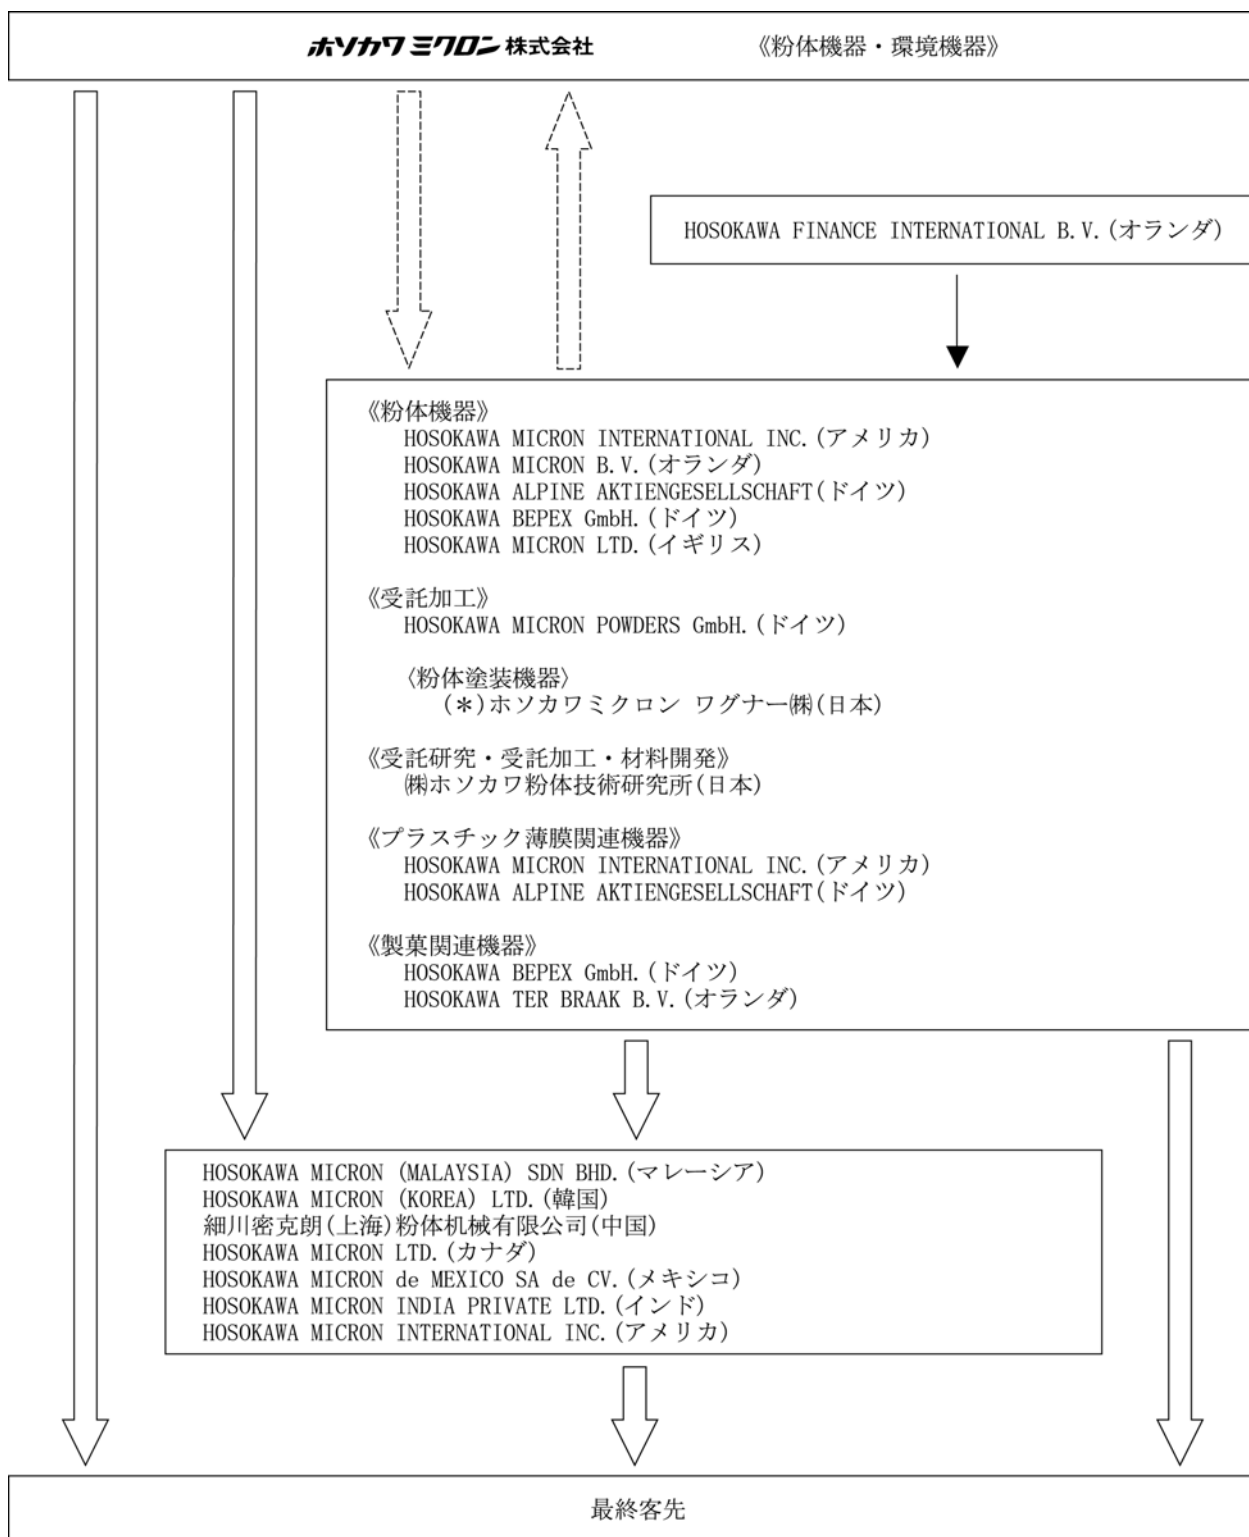 ホソカワミクロン株式会社 《粉体機器・環境機器》
HOSOKAWA FINANCE INTERNATIONAL B.V.(オランダ)
《粉体機器》
HOSOKAWA MICRON INTERNATIONAL INC.(アメリカ)
HOSOKAWA MICRON B.V.(オランダ)
HOSOKAWA ALPINE AKTIENGESELLSCHAFT(ドイツ)
HOSOKAWA BEPEX GmbH.(ドイツ)
HOSOKAWA MICRON LTD.(イギリス)
《受託加工》
HOSOKAWA MICRON POWDERS GmbH.(ドイツ)
〈粉体塗装機器〉
(*)ホソカワミクロン ワグナー㈱(日本)
《受託研究・受託加工・材料開発》
㈱ホソカワ粉体技術研究所(日本)
《プラスチック薄膜関連機器》
HOSOKAWA MICRON INTERNATIONAL INC.(アメリカ)
HOSOKAWA ALPINE AKTIENGESELLSCHAFT(ドイツ)
《製菓関連機器》
HOSOKAWA BEPEX GmbH.(ドイツ)
HOSOKAWA TER BRAAK B.V.(オランダ)
HOSOKAWA MICRON (MALAYSIA) SDN BHD.(マレーシア)
HOSOKAWA MICRON (KOREA) LTD.(韓国)
細川密克朗(上海)粉体机械有限公司(中国)
HOSOKAWA MICRON LTD.(カナダ)
HOSOKAWA MICRON de MEXICO SA de CV.(メキシコ)
HOSOKAWA MICRON INDIA PRIVATE LTD.(インド)
HOSOKAWA MICRON INTERNATIONAL INC.(アメリカ)
最終客先